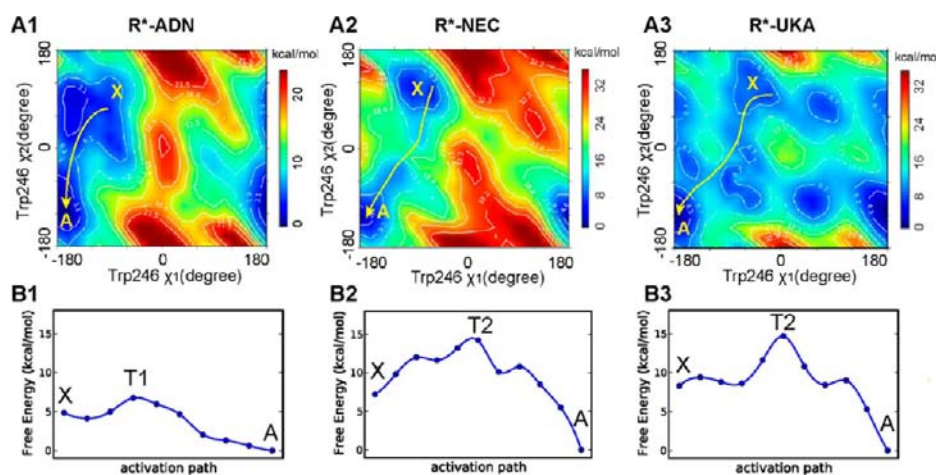 A1 R*-ADN
A2 R*-NEC
A3 R*-UKA
kcal/mol
kcal/mol
kcal/mol
Trp246 χ2(degree)
180
0
-180
X
A
20
10
0
-180 0 180
Trp246 χ1(degree)
Trp246 χ2(degree)
180
0
-180
X
A
32
24
16
8
0
-180 0 180
Trp246 χ1(degree)
Trp246 χ2(degree)
180
0
-180
X
A
32
24
16
8
0
-180 0 180
Trp246 χ1(degree)
B1
B2
B3
Free Energy (kcal/mol)
15
10
5
0
X
T1
A
activation path
Free Energy (kcal/mol)
15
10
5
0
X
T2
A
activation path
Free Energy (kcal/mol)
15
10
5
0
X
T2
A
activation path